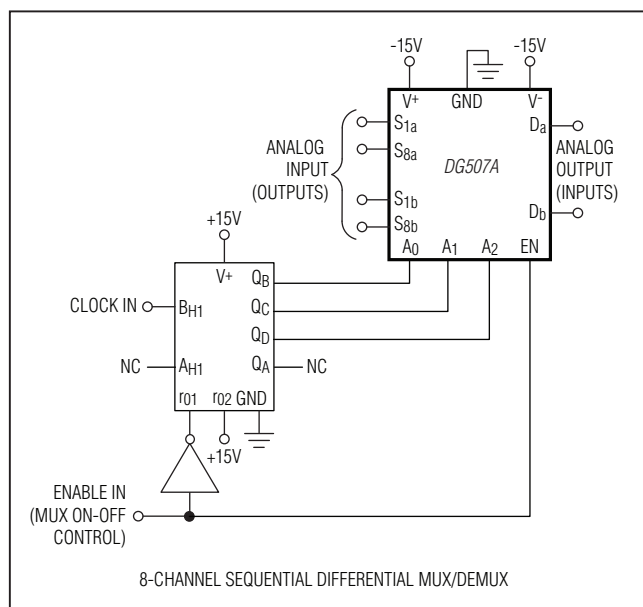 -15V
-15V
V+
GND
V-
S1a
Da
S8a
ANALOG
INPUT
(OUTPUTS)
DG507A
ANALOG
OUTPUT
(INPUTS)
S1b
Db
S8b
A0
A1
A2
EN
+15V
V+
QB
CLOCK IN
BH1
QC
QD
NC
AH1
QA
NC
r01
r02
GND
+15V
ENABLE IN
(MUX ON-OFF
CONTROL)
8-CHANNEL SEQUENTIAL DIFFERENTIAL MUX/DEMUX